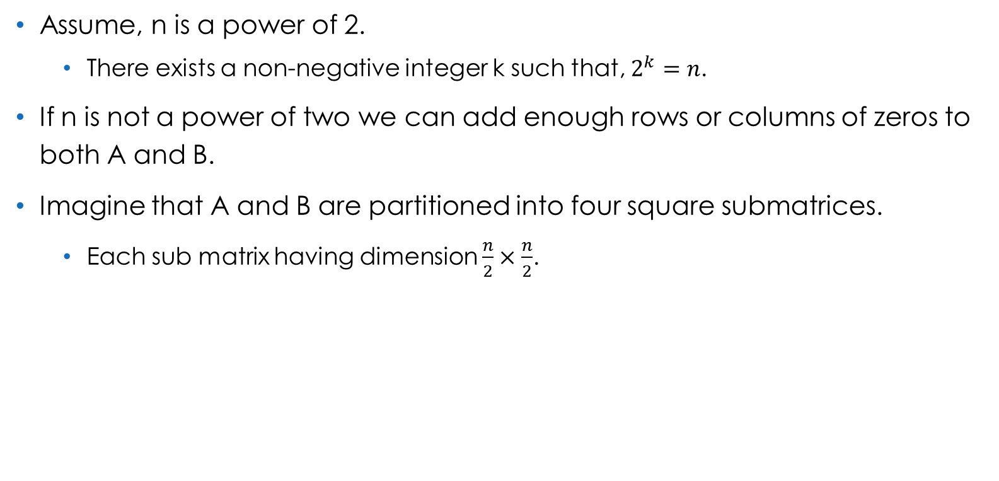 • Assume, n is a power of 2.
• There exists a non-negative integer k such that, $2^k = n$.
• If n is not a power of two we can add enough rows or columns of zeros to
both A and B.
• Imagine that A and B are partitioned into four square submatrices.
• Each sub matrix having dimension $\frac{n}{2} \times \frac{n}{2}$.